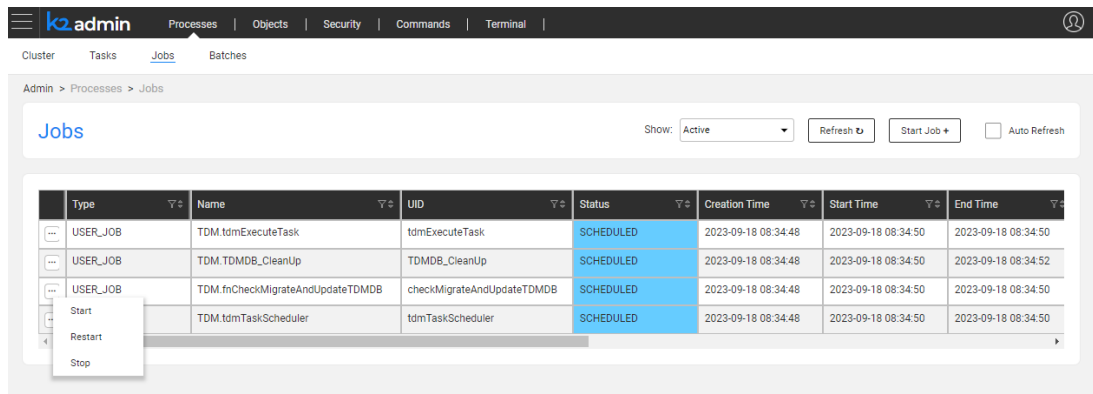 k2admin Processes | Objects | Security | Commands | Terminal |
Cluster Tasks Jobs Batches
Admin > Processes > Jobs
Jobs Show: Active Refresh Start Job + Auto Refresh
Type Name UID Status Creation Time Start Time End Time
... USER_JOB TDM.tdmExecuteTask tdmExecuteTask SCHEDULED 2023-09-18 08:34:48 2023-09-18 08:34:50 2023-09-18 08:34:50
... USER_JOB TDM.TDMDB_CleanUp TDMDB_CleanUp SCHEDULED 2023-09-18 08:34:48 2023-09-18 08:34:50 2023-09-18 08:34:52
... USER_JOB TDM.fnCheckMigrateAndUpdateTDMDB checkMigrateAndUpdateTDMDB SCHEDULED 2023-09-18 08:34:48 2023-09-18 08:34:50 2023-09-18 08:34:50
TDM.tdmTaskScheduler tdmTaskScheduler SCHEDULED 2023-09-18 08:34:48 2023-09-18 08:34:50 2023-09-18 08:34:50
Start
Restart
Stop